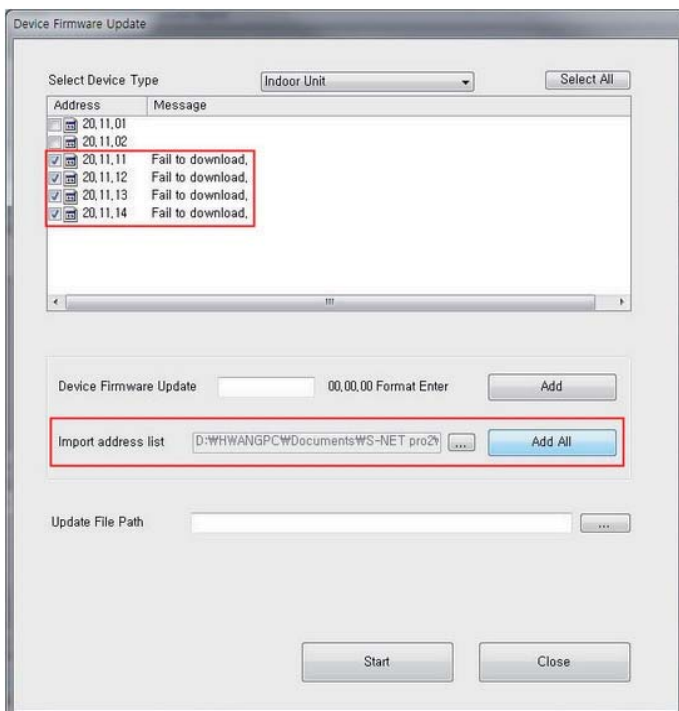 Device Firmware Update
Select Device Type Indoor Unit Select All
Address Message
20,11,01
20,11,02
20,11,11 Fail to download,
20,11,12 Fail to download,
20,11,13 Fail to download,
20,11,14 Fail to download,
Device Firmware Update 00,00,00 Format Enter Add
Import address list D:₩HWANGPC₩Documents₩S-NET pro2₩ ... Add All
Update File Path ...
Start Close